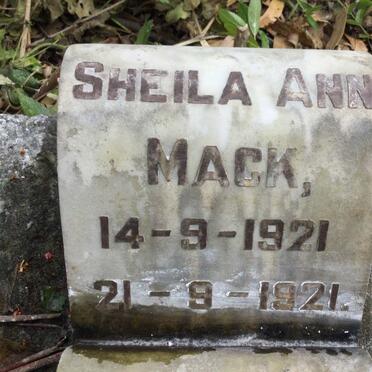 SHEILA ANN
MACK,
14-9-1921
21-9-1921.